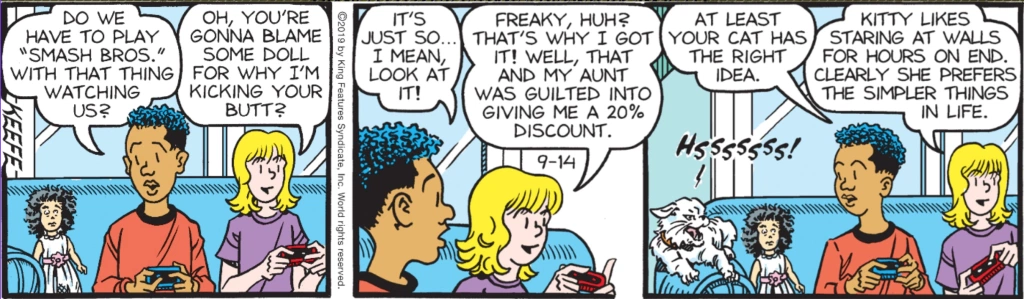 DO WE
HAVE TO PLAY
"SMASH BROS."
WITH THAT THING
WATCHING
US?
OH, YOU'RE
GONNA BLAME
SOME DOLL
FOR WHY I'M
KICKING YOUR
BUTT?
KEEFE
©2019 by King Features Syndicate, Inc. World rights reserved.
IT'S
JUST SO...
I MEAN,
LOOK AT
IT!
FREAKY, HUH?
THAT'S WHY I GOT
IT! WELL, THAT
AND MY AUNT
WAS GUILTED INTO
GIVING ME A 20%
DISCOUNT.
9-14
AT LEAST
YOUR CAT HAS
THE RIGHT
IDEA.
HSSSSSSS!
KITTY LIKES
STARING AT WALLS
FOR HOURS ON END.
CLEARLY SHE PREFERS
THE SIMPLER THINGS
IN LIFE.